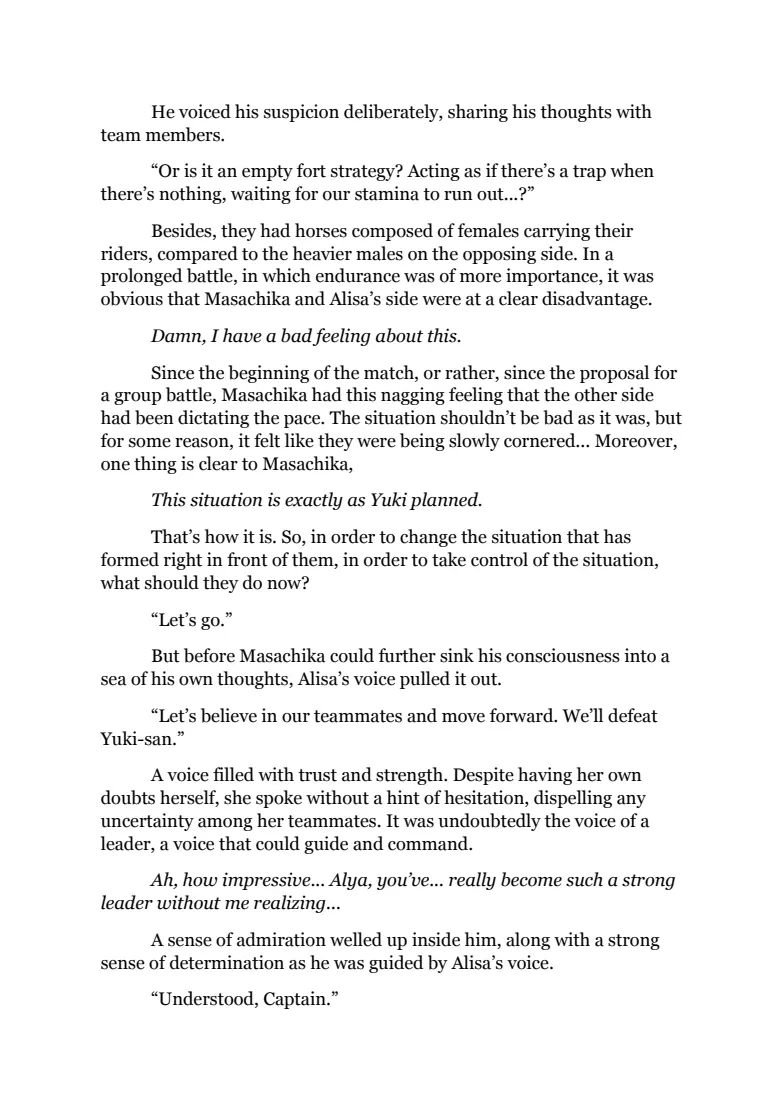 He voiced his suspicion deliberately, sharing his thoughts with
team members.
“Or is it an empty fort strategy? Acting as if there’s a trap when
there’s nothing, waiting for our stamina to run out...?”
Besides, they had horses composed of females carrying their
riders, compared to the heavier males on the opposing side. In a
prolonged battle, in which endurance was of more importance, it was
obvious that Masachika and Alisa’s side were at a clear disadvantage.
Damn, I have a bad feeling about this.
Since the beginning of the match, or rather, since the proposal for
a group battle, Masachika had this nagging feeling that the other side
had been dictating the pace. The situation shouldn’t be bad as it was, but
for some reason, it felt like they were being slowly cornered... Moreover,
one thing is clear to Masachika,
This situation is exactly as Yuki planned.
That’s how it is. So, in order to change the situation that has
formed right in front of them, in order to take control of the situation,
what should they do now?
“Let’s go.”
But before Masachika could further sink his consciousness into a
sea of his own thoughts, Alisa’s voice pulled it out.
“Let’s believe in our teammates and move forward. We’ll defeat
Yuki-san.”
A voice filled with trust and strength. Despite having her own
doubts herself, she spoke without a hint of hesitation, dispelling any
uncertainty among her teammates. It was undoubtedly the voice of a
leader, a voice that could guide and command.
Ah, how impressive... Alya, you’ve... really become such a strong
leader without me realizing...
A sense of admiration welled up inside him, along with a strong
sense of determination as he was guided by Alisa’s voice.
“Understood, Captain.”